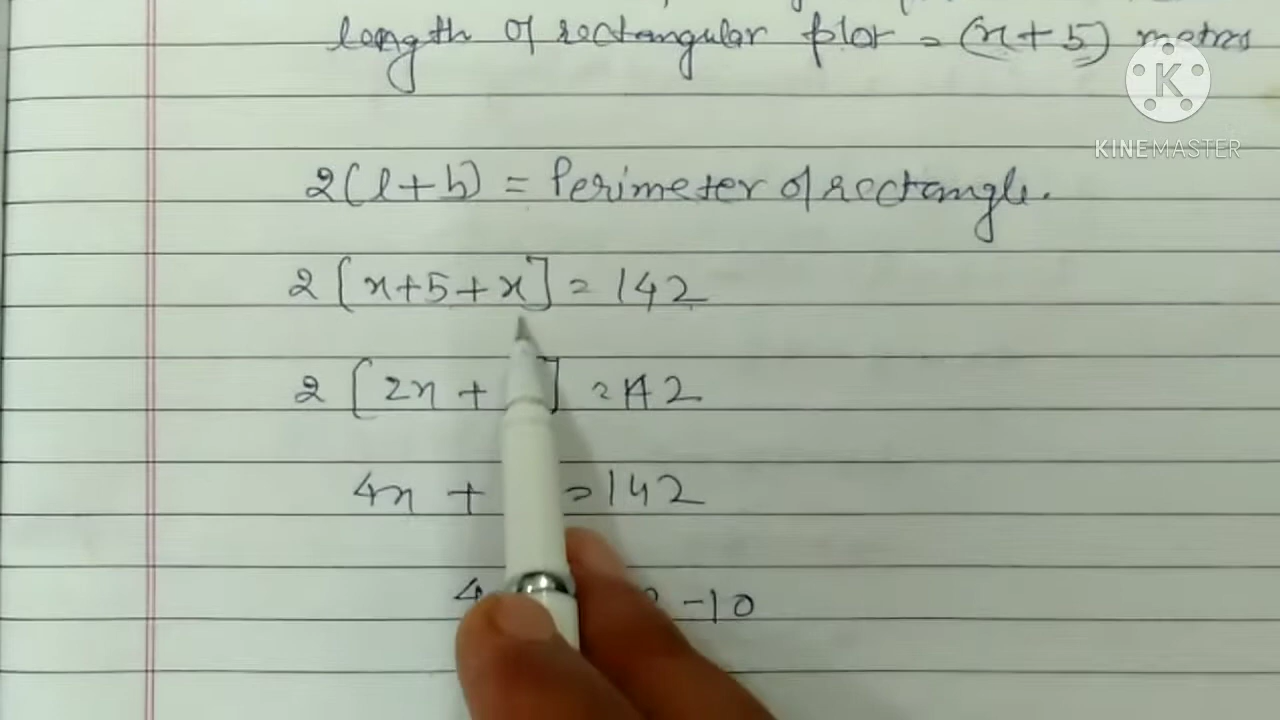 length of rectangular plot = (x+5) metres
K
KINEMASTER
2(l+b) = Perimeter of rectangle.
2[x+5+x] = 142
2[2x + ] = 142
4x + = 142
4 -10